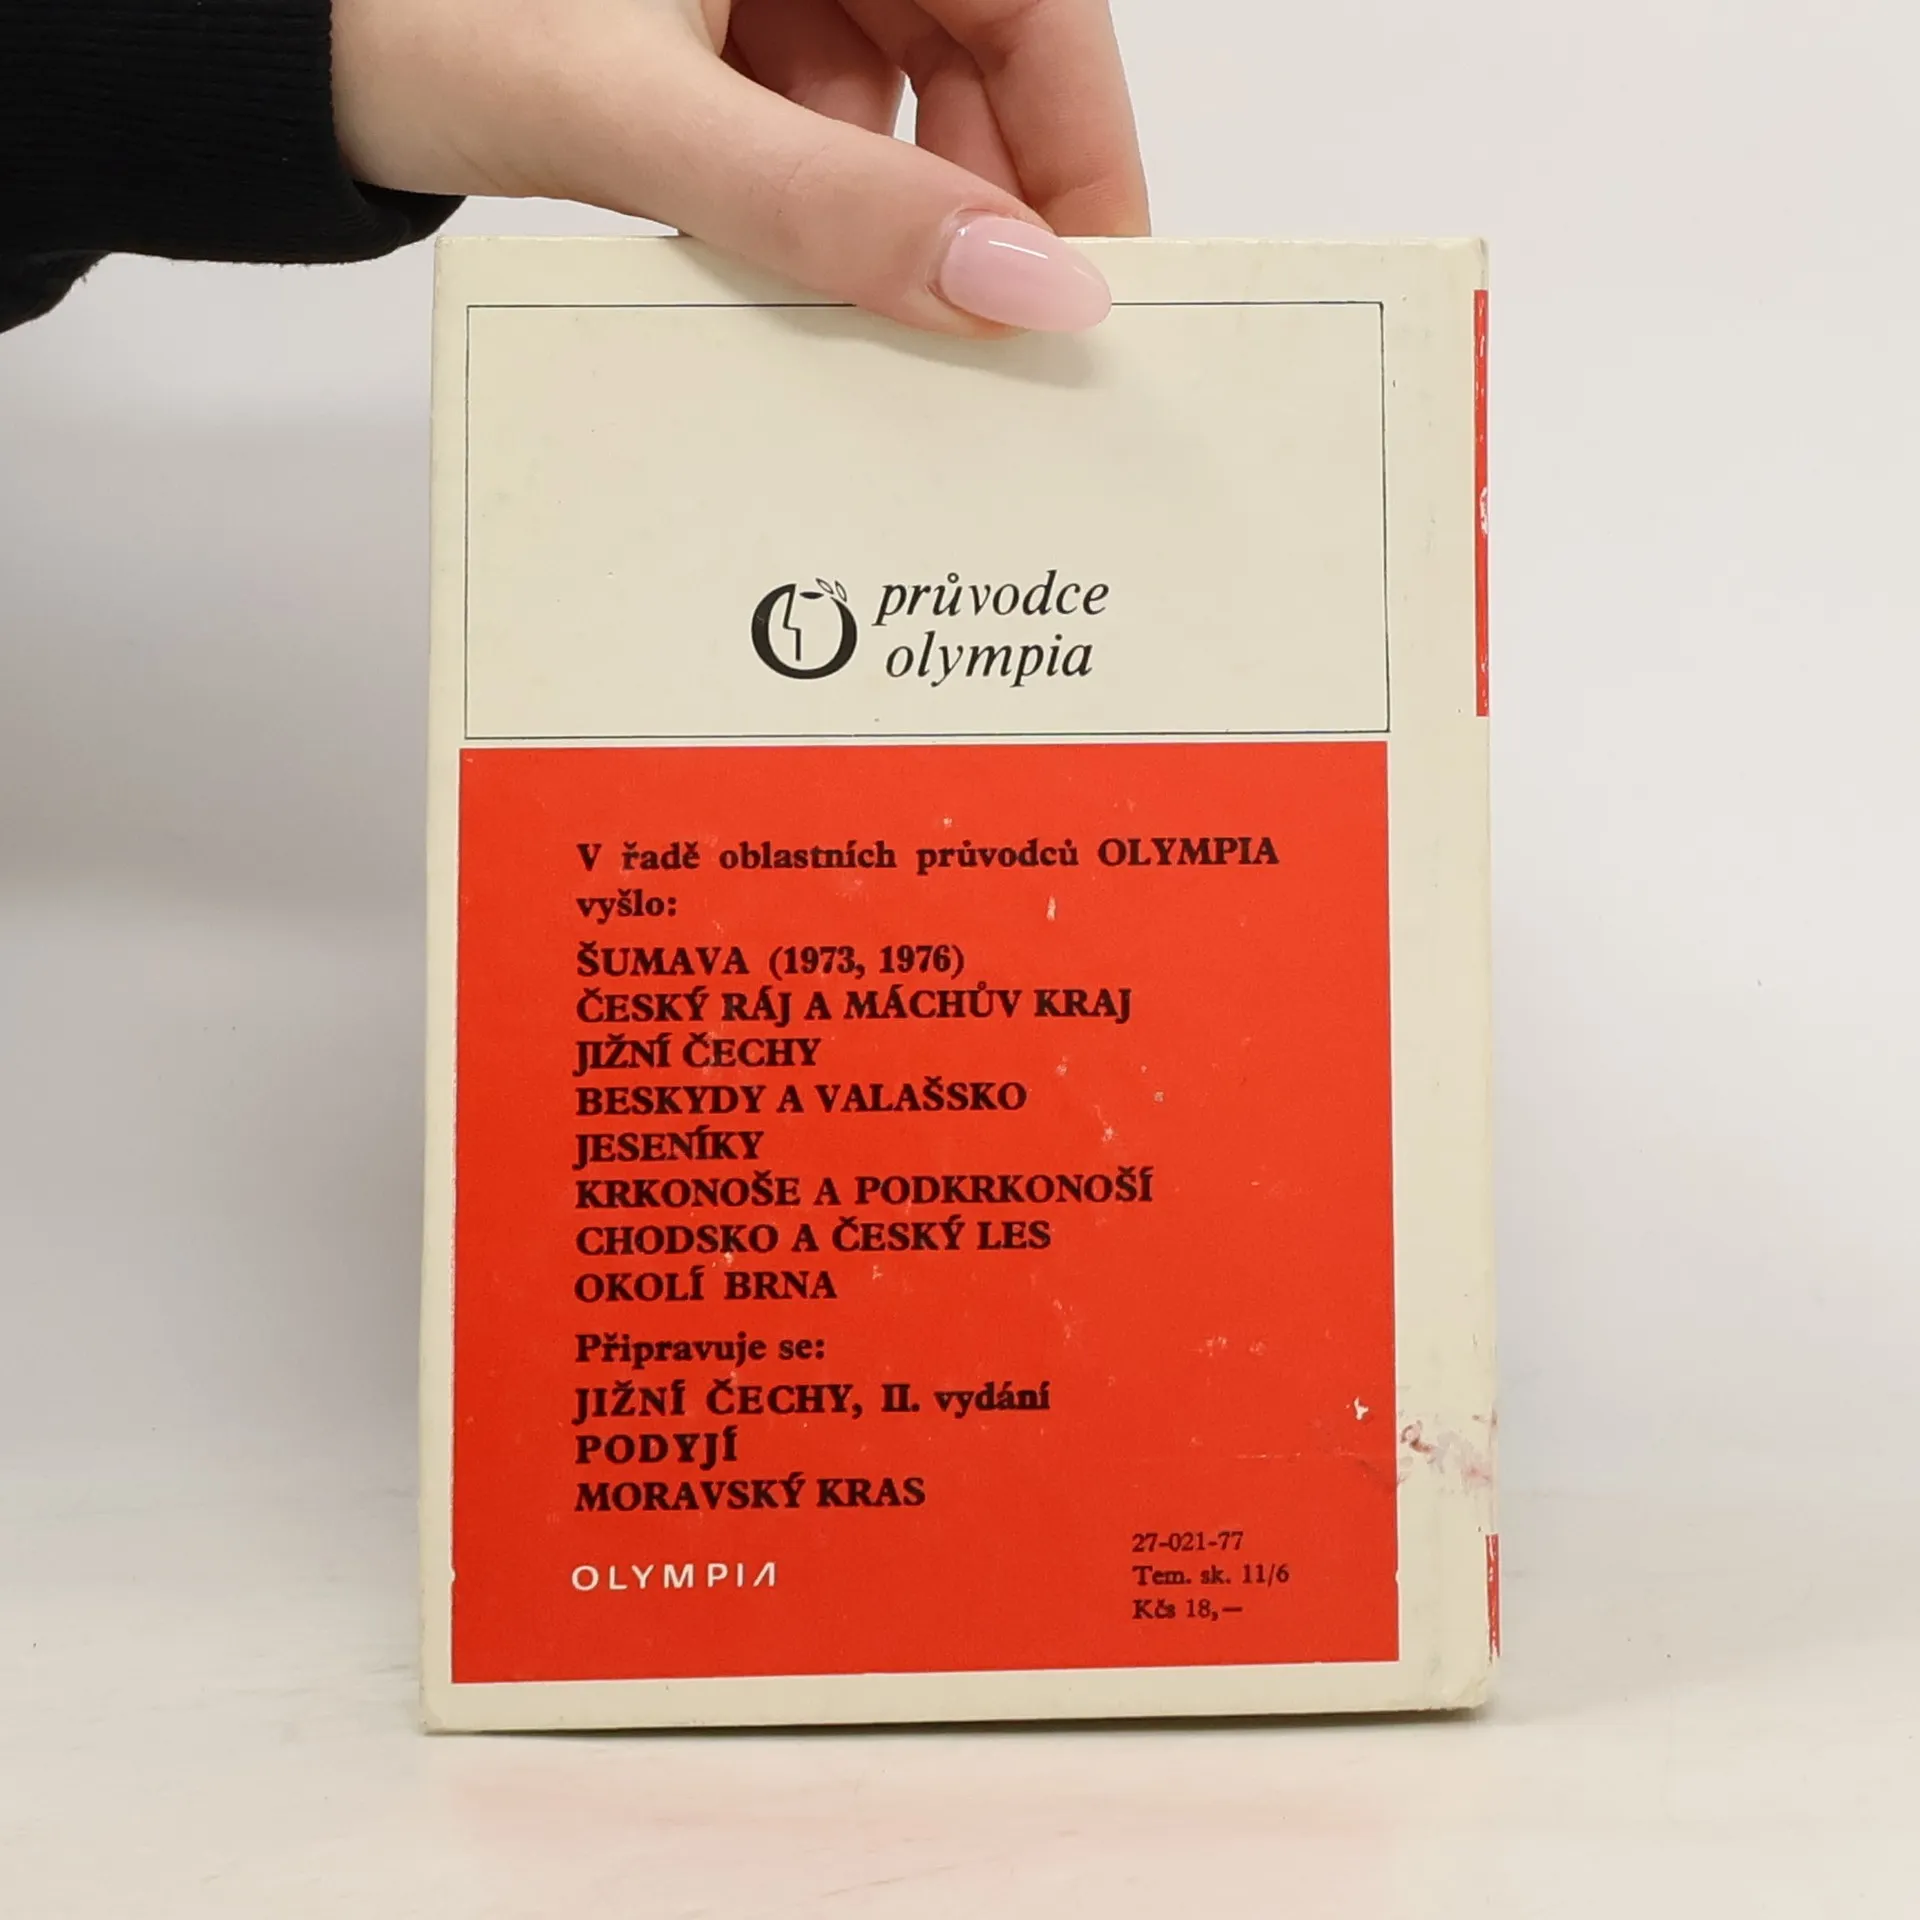 průvodce
olympia
V řadě oblastních průvodců OLYMPIA
vyšlo:
ŠUMAVA (1973, 1976)
ČESKÝ RÁJ A MÁCHŮV KRAJ
JIŽNÍ ČECHY
BESKYDY A VALAŠSKO
JESENÍKY
KRKONOŠE A PODKRKONOŠÍ
CHODSKO A ČESKÝ LES
OKOLÍ BRNA
Připravuje se:
JIŽNÍ ČECHY, II. vydání
PODYJÍ
MORAVSKÝ KRAS
OLYMPIA
27-021-77
Tem. sk. 11/6
Kčs 18,—